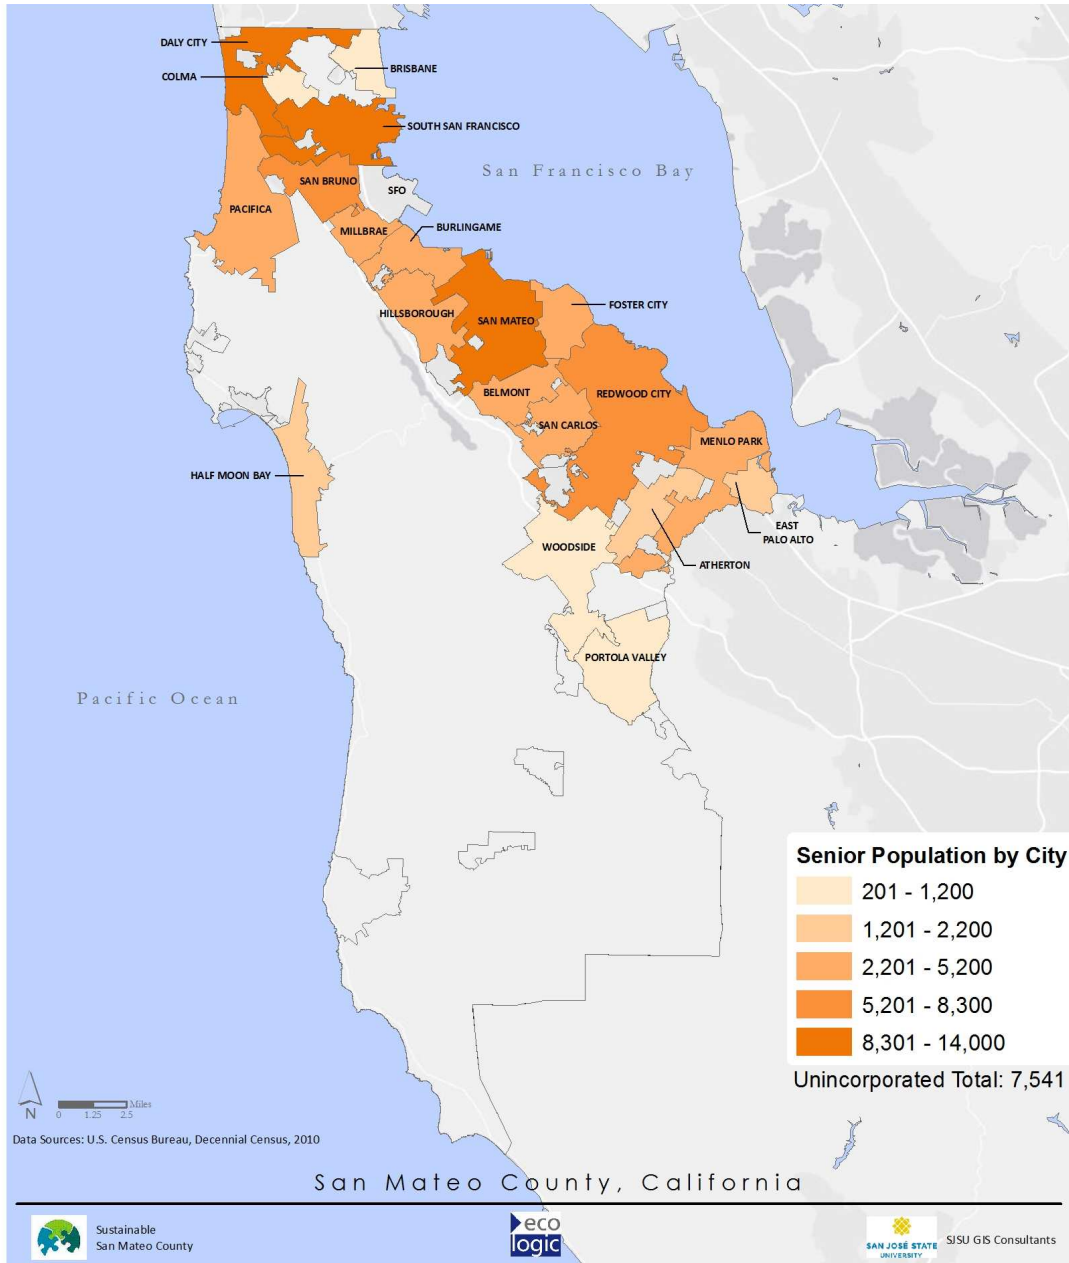 DALY CITY
COLMA
BRISBANE
SOUTH SAN FRANCISCO
San Francisco Bay
SAN BRUNO
SFO
PACIFICA
MILLBRAE
BURLINGAME
HILLSBOROUGH
SAN MATEO
FOSTER CITY
BELMONT
REDWOOD CITY
SAN CARLOS
MENLO PARK
HALF MOON BAY
EAST
PALO ALTO
WOODSIDE
ATHERTON
PORTOLA VALLEY
Pacific Ocean
Senior Population by City
201 - 1,200
1,201 - 2,200
2,201 - 5,200
5,201 - 8,300
8,301 - 14,000
Unincorporated Total: 7,541
N
Miles
0 1.25 2.5
Data Sources: U.S. Census Bureau, Decennial Census, 2010
San Mateo County, California
Sustainable
San Mateo County
eco
logic
SAN JOSÉ STATE
UNIVERSITY
SJSU GIS Consultants